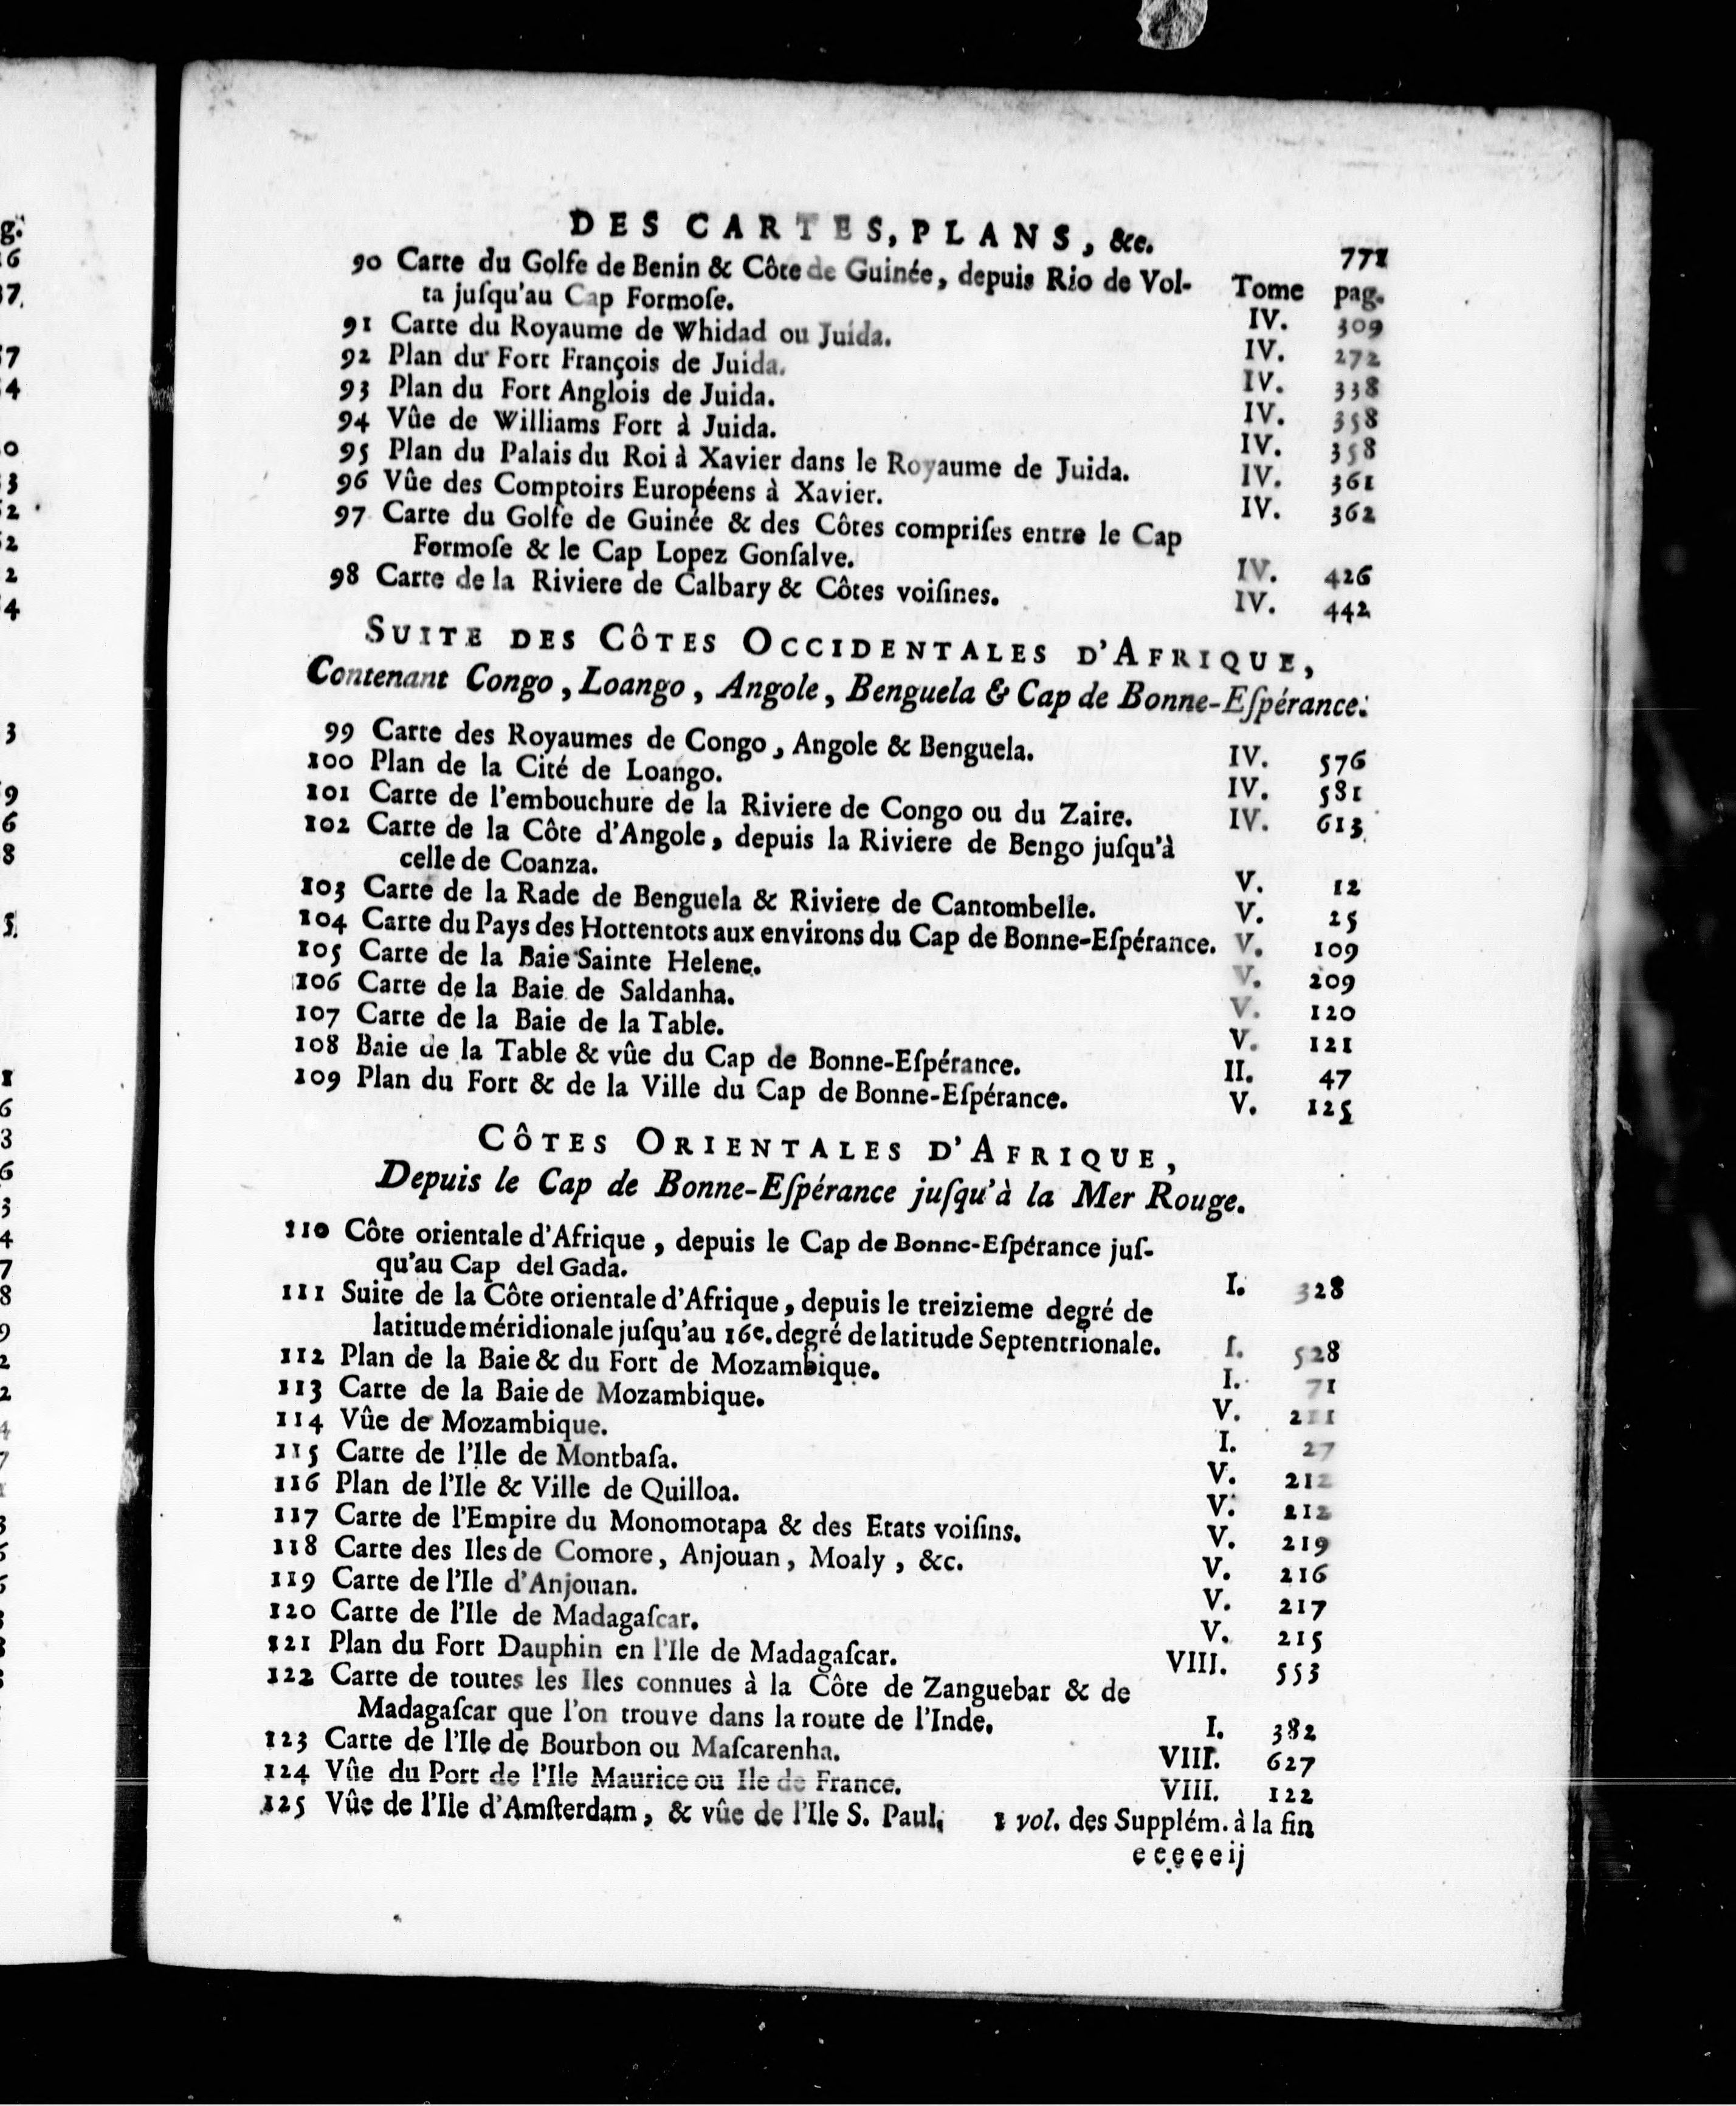 DES CARTES, PLANS, &c. 771
Tome pag.
90 Carte du Golfe de Benin & Côte de Guinée, depuis Rio de Vol-
ta juſqu'au Cap Formoſe. IV. 309
91 Carte du Royaume de Whidad ou Juida. IV. 272
92 Plan du Fort François de Juida. IV. 338
93 Plan du Fort Anglois de Juida. IV. 358
94 Vûe de Williams Fort à Juida. IV. 358
95 Plan du Palais du Roi à Xavier dans le Royaume de Juida. IV. 361
96 Vûe des Comptoirs Européens à Xavier. IV. 362
97 Carte du Golfe de Guinée & des Côtes compriſes entre le Cap
Formoſe & le Cap Lopez Gonſalve. IV. 426
98 Carte de la Riviere de Calbary & Côtes voiſines. IV. 442
SUITE DES CÔTES OCCIDENTALES D'AFRIQUE,
Contenant Congo, Loango, Angole, Benguela & Cap de Bonne-Eſpérance.
99 Carte des Royaumes de Congo, Angole & Benguela. IV. 576
100 Plan de la Cité de Loango. IV. 581
101 Carte de l'embouchure de la Riviere de Congo ou du Zaire. IV. 613
102 Carte de la Côte d'Angole, depuis la Riviere de Bengo juſqu'à
celle de Coanza. V. 12
103 Carte de la Rade de Benguela & Riviere de Cantombelle. V. 25
104 Carte du Pays des Hottentots aux environs du Cap de Bonne-Eſpérance. V. 109
105 Carte de la Baie Sainte Helene. V. 209
106 Carte de la Baie de Saldanha. V. 120
107 Carte de la Baie de la Table. V. 121
108 Baie de la Table & vûe du Cap de Bonne-Eſpérance. II. 47
109 Plan du Fort & de la Ville du Cap de Bonne-Eſpérance. V. 125
CÔTES ORIENTALES D'AFRIQUE,
Depuis le Cap de Bonne-Eſpérance juſqu'à la Mer Rouge.
110 Côte orientale d'Afrique, depuis le Cap de Bonne-Eſpérance juſ-
qu'au Cap del Gada. I. 328
111 Suite de la Côte orientale d'Afrique, depuis le treizieme degré de
latitude méridionale juſqu'au 16e. degré de latitude Septentrionale. I. 528
112 Plan de la Baie & du Fort de Mozambique. I. 71
113 Carte de la Baie de Mozambique. V. 211
114 Vûe de Mozambique. I. 27
115 Carte de l'Ile de Montbaſa. V. 212
116 Plan de l'Ile & Ville de Quilloa. V. 212
117 Carte de l'Empire du Monomotapa & des Etats voiſins. V. 219
118 Carte des Iles de Comore, Anjouan, Moaly, &c. V. 216
119 Carte de l'Ile d'Anjouan. V. 217
120 Carte de l'Ile de Madagaſcar. V. 215
121 Plan du Fort Dauphin en l'Ile de Madagaſcar. VIII. 553
122 Carte de toutes les Iles connues à la Côte de Zanguebar & de
Madagaſcar que l'on trouve dans la route de l'Inde. I. 382
123 Carte de l'Ile de Bourbon ou Maſcarenha. VIII. 627
124 Vûe du Port de l'Ile Maurice ou Ile de France. VIII. 122
125 Vûe de l'Ile d'Amſterdam, & vûe de l'Ile S. Paul. 1 vol. des Supplém. à la fin
eeeeeij